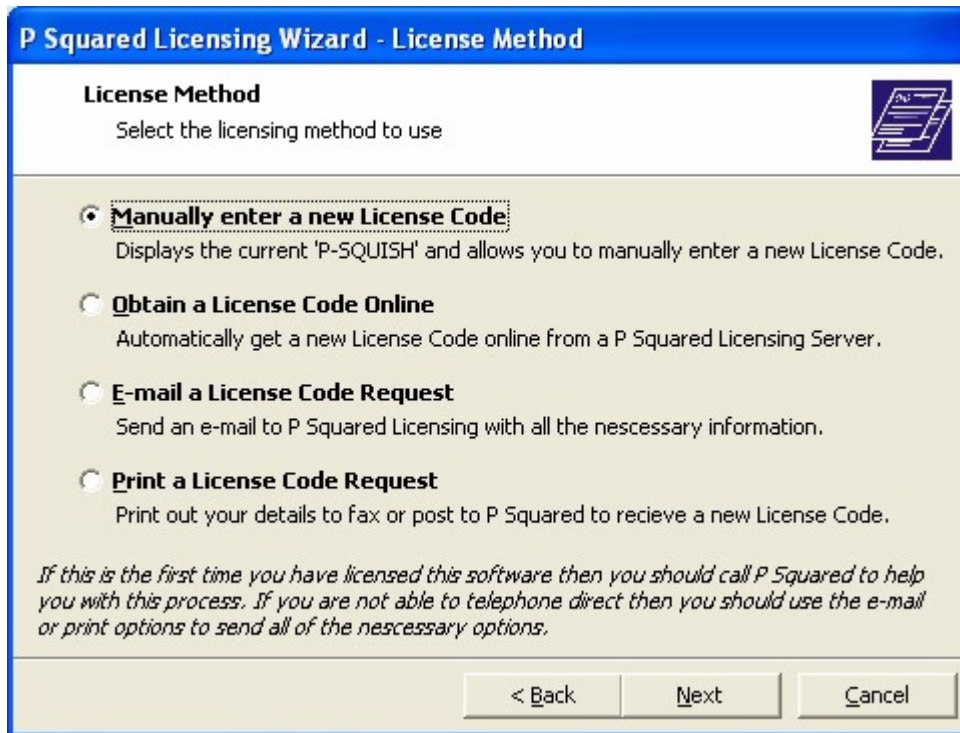 P Squared Licensing Wizard - License Method
License Method
Select the licensing method to use
Manually enter a new License Code
Displays the current 'P-SQUISH' and allows you to manually enter a new License Code.
Obtain a License Code Online
Automatically get a new License Code online from a P Squared Licensing Server.
E-mail a License Code Request
Send an e-mail to P Squared Licensing with all the nescessary information.
Print a License Code Request
Print out your details to fax or post to P Squared to recieve a new License Code.
If this is the first time you have licensed this software then you should call P Squared to help
you with this process. If you are not able to telephone direct then you should use the e-mail
or print options to send all of the nescessary options.
< Back Next Cancel